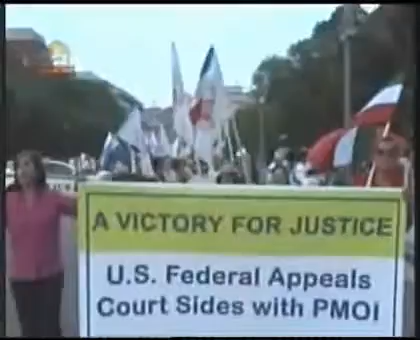 A VICTORY FOR JUSTICE
U.S. Federal Appeals
Court Sides with PMOI